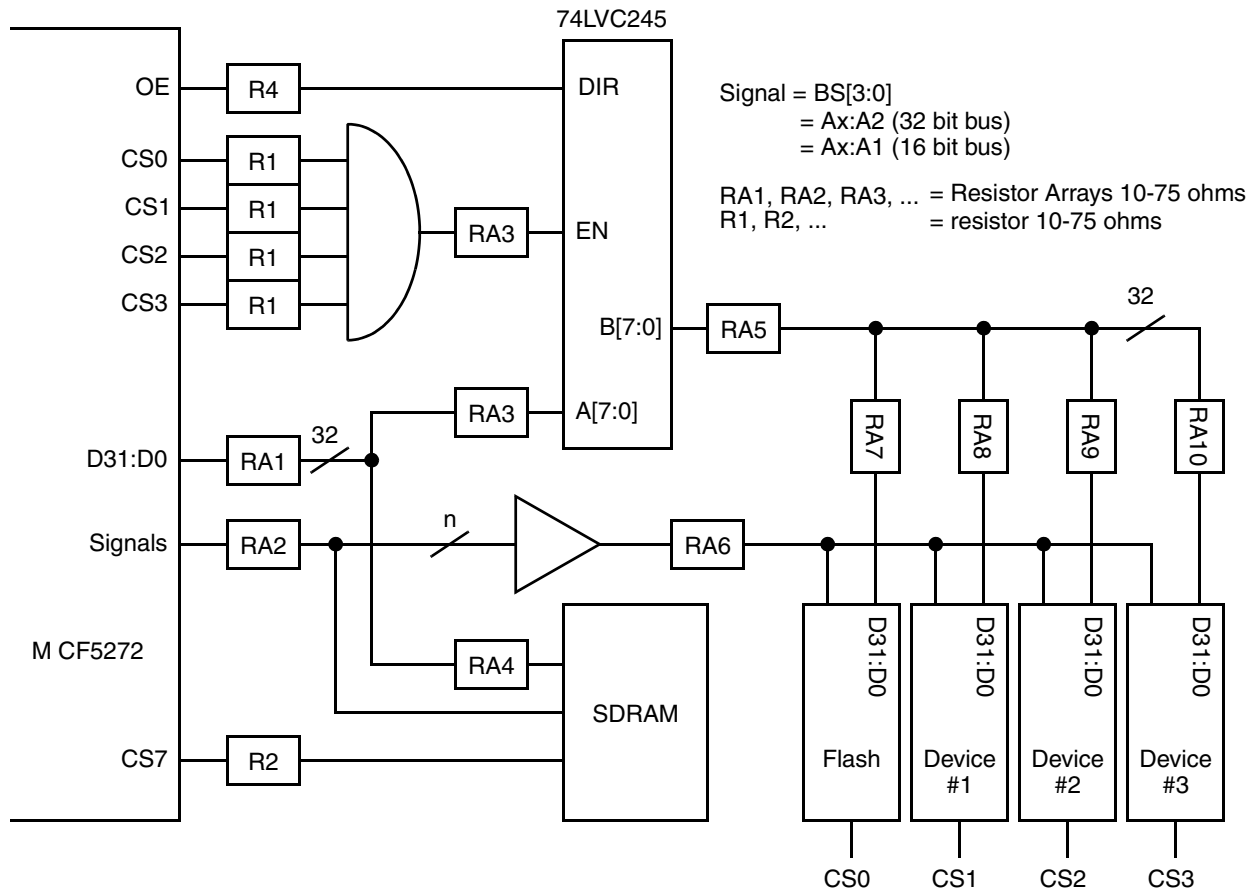 74LVC245
OE
R4
DIR
Signal = BS[3:0]
= Ax:A2 (32 bit bus)
= Ax:A1 (16 bit bus)
CS0
R1
CS1
R1
CS2
R1
CS3
R1
RA3
EN
RA1, RA2, RA3, ... = Resistor Arrays 10-75 ohms
R1, R2, ... = resistor 10-75 ohms
B[7:0]
RA5
32
RA3
A[7:0]
RA7
RA8
RA9
RA10
D31:D0
RA1
32
Signals
RA2
n
RA6
M CF5272
RA4
SDRAM
CS7
R2
D31:D0
D31:D0
D31:D0
D31:D0
Flash
Device
#1
Device
#2
Device
#3
CS0
CS1
CS2
CS3